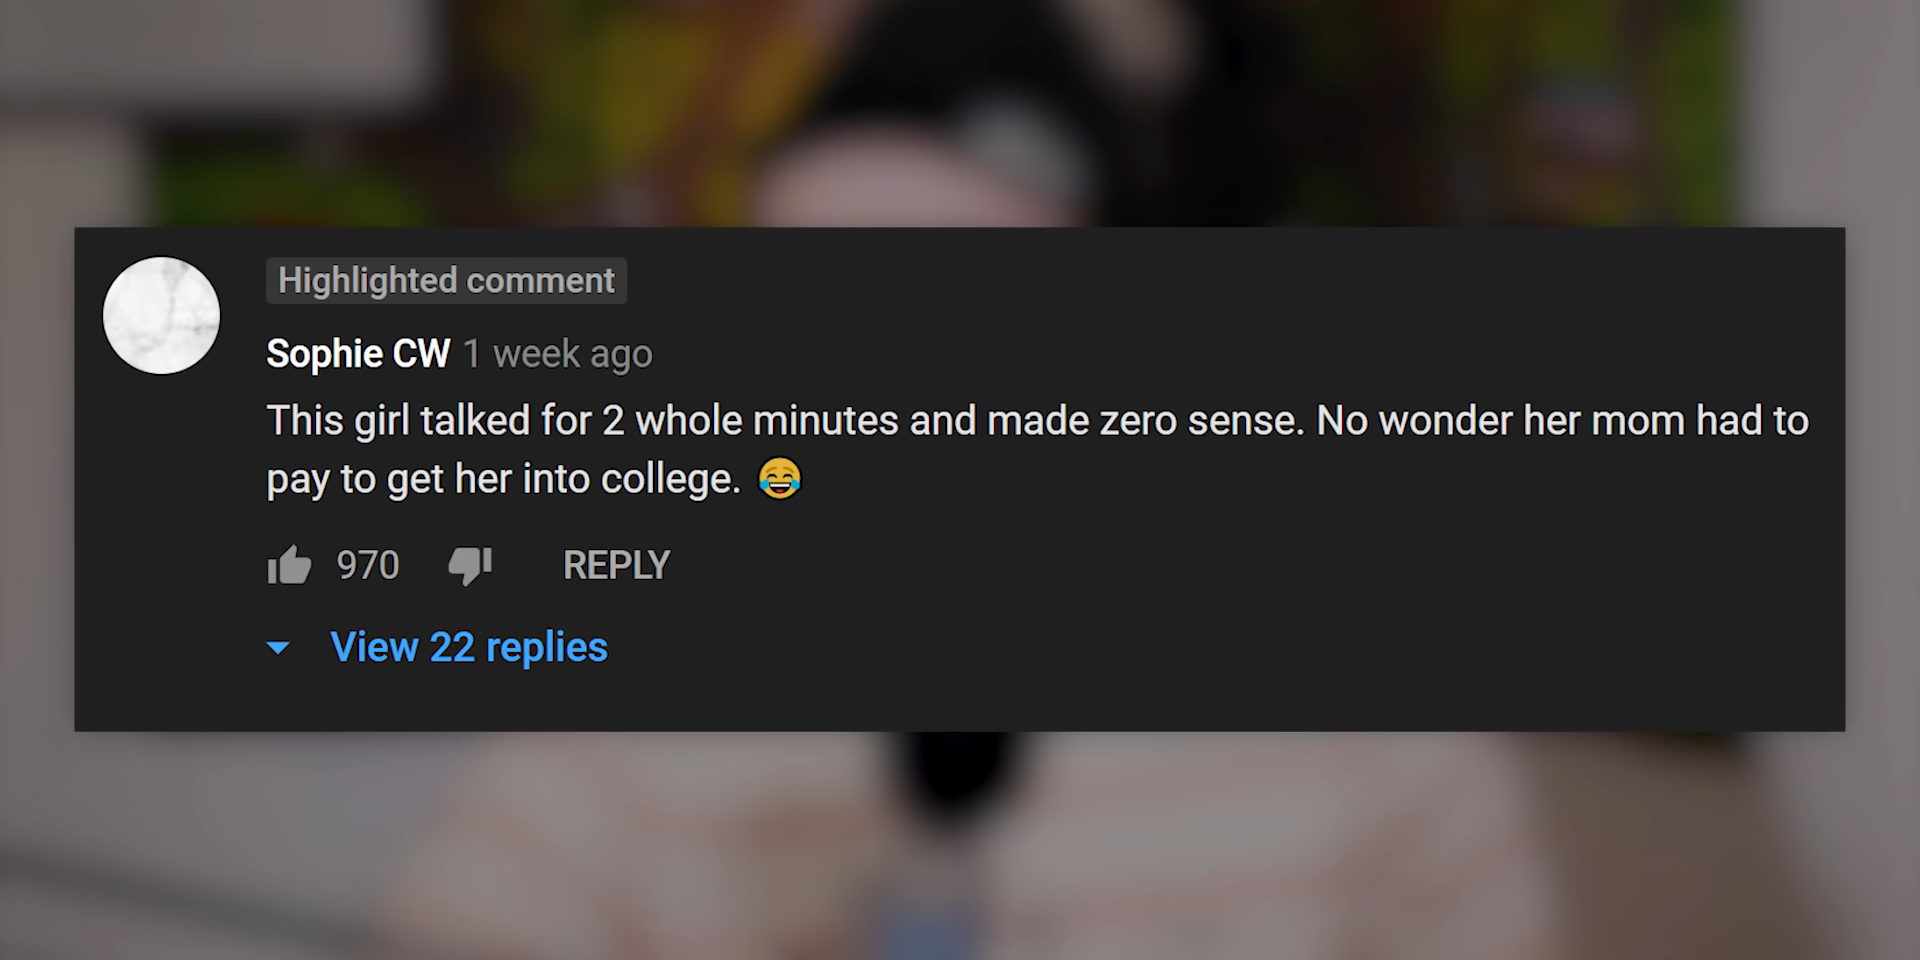 Highlighted comment
Sophie CW 1 week ago
This girl talked for 2 whole minutes and made zero sense. No wonder her mom had to
pay to get her into college. 😂
970 REPLY
View 22 replies